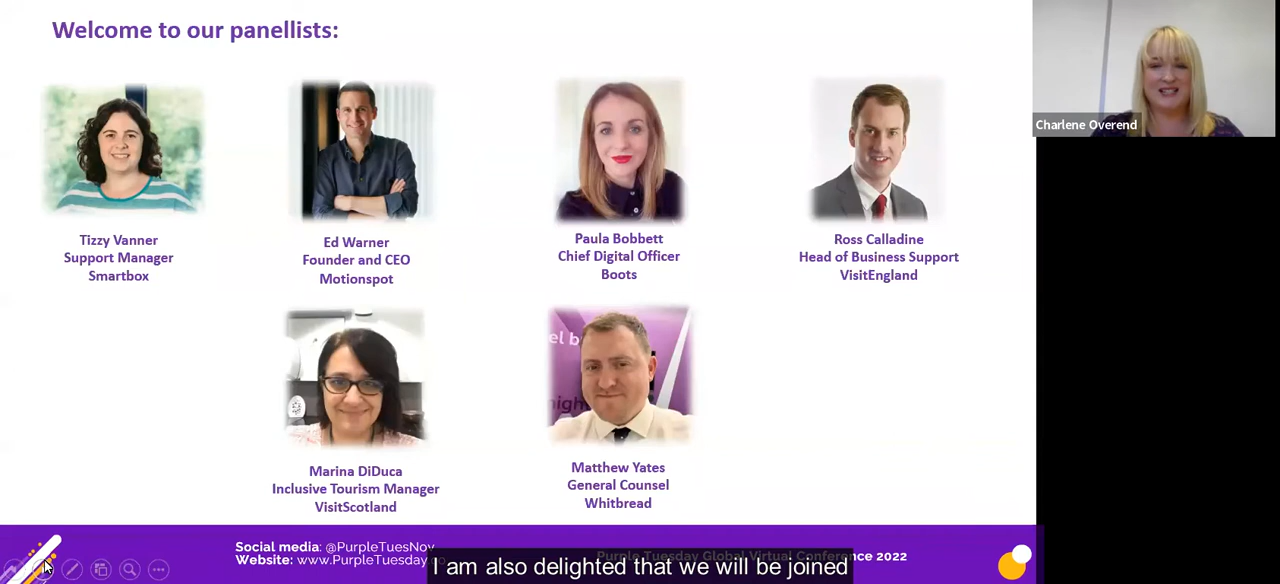 Welcome to our panellists:
Charlene Overend
Tizzy Vanner
Support Manager
Smartbox
Ed Warner
Founder and CEO
Motionspot
Paula Bobbett
Chief Digital Officer
Boots
Ross Calladine
Head of Business Support
VisitEngland
Marina DiDuca
Inclusive Tourism Manager
VisitScotland
Matthew Yates
General Counsel
Whitbread
Social media: @PurpleTuesNov
Website: www.PurpleTuesday.co
Purple Tuesday Global Virtual Conference 2022
I am also delighted that we will be joined